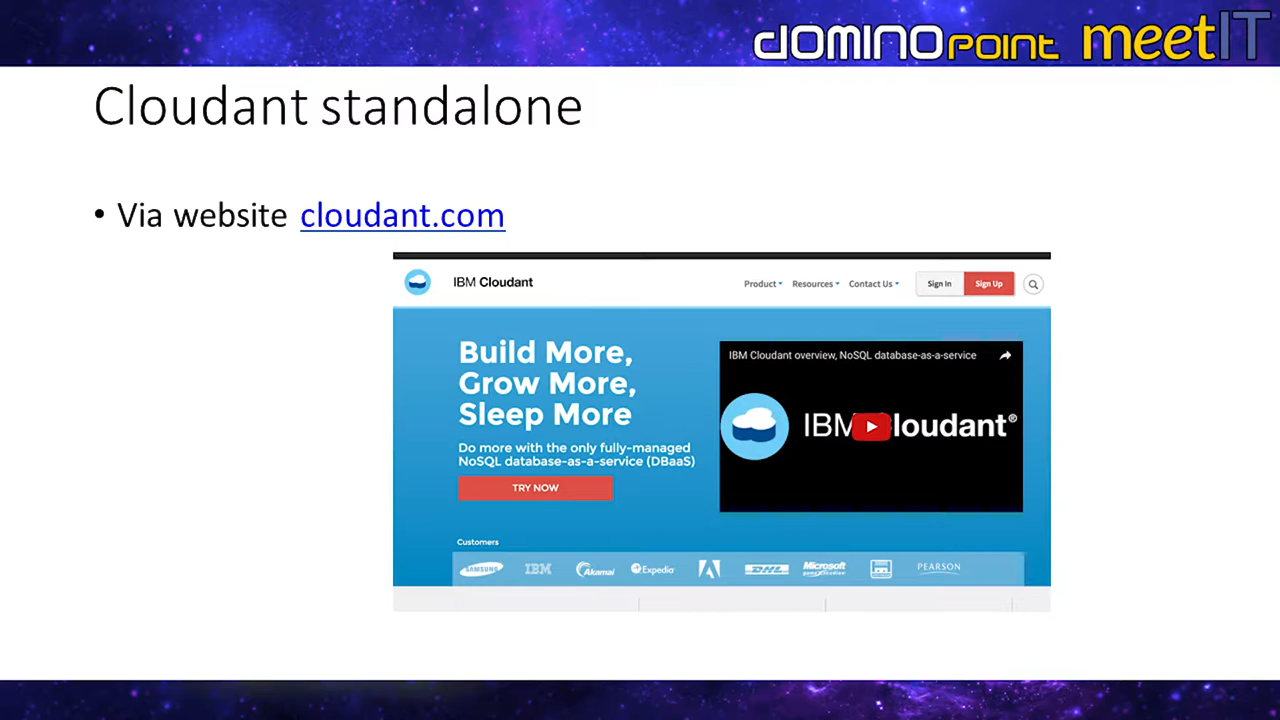 DOMINO POINT meetIT
Cloudant standalone
• Via website cloudant.com
IBM Cloudant
Product Resources Contact Us Sign In Sign Up
Build More,
Grow More,
Sleep More
Do more with the only fully-managed
NoSQL database-as-a-service (DBaaS)
TRY NOW
IBM Cloudant overview, NoSQL database-as-a-service
IBM Cloudant®
Customers
SAMSUNG IBM Akamai Expedia DHL Microsoft PEARSON